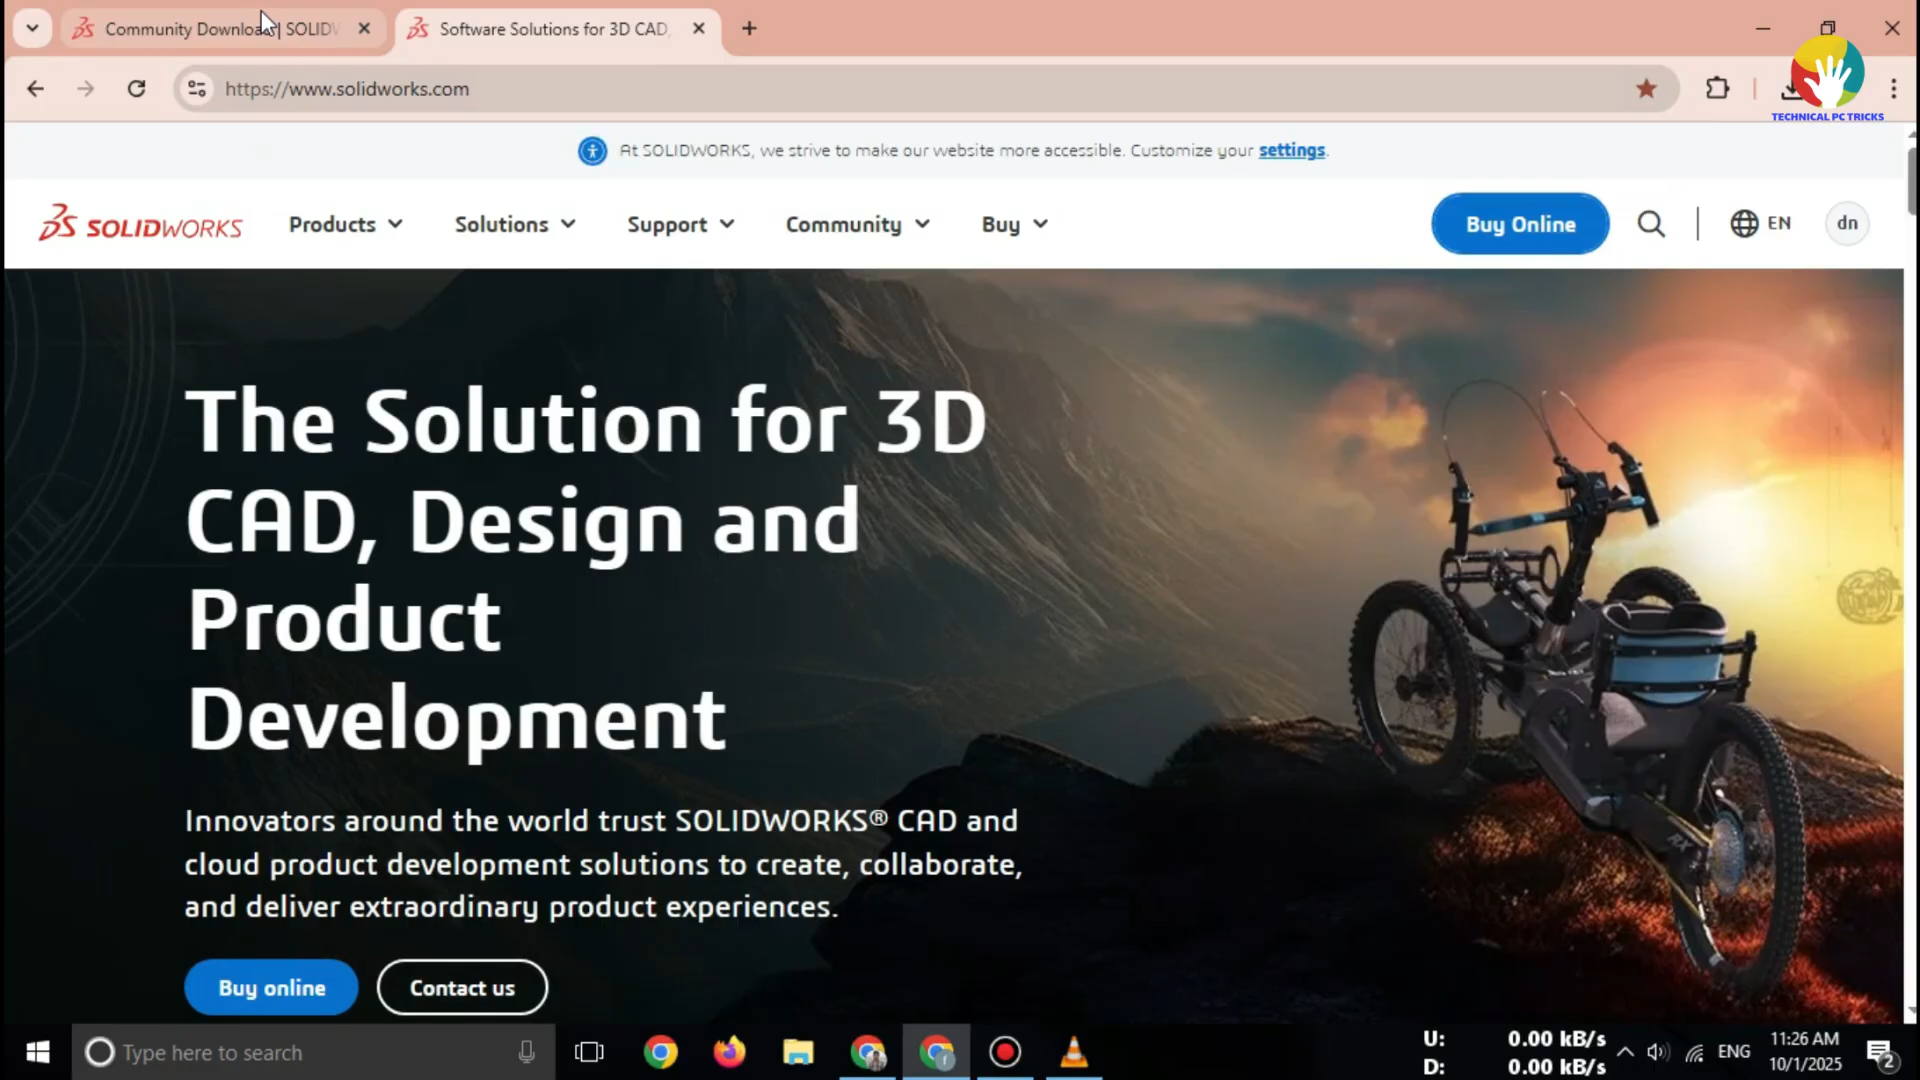 Community Download | SOLIDW
Software Solutions for 3D CAD,
https://www.solidworks.com
TECHNICAL PC TRICKS
At SOLIDWORKS, we strive to make our website more accessible. Customize your settings.
SOLIDWORKS
Products
Solutions
Support
Community
Buy
Buy Online
EN
dn
The Solution for 3D
CAD, Design and
Product
Development
Innovators around the world trust SOLIDWORKS® CAD and
cloud product development solutions to create, collaborate,
and deliver extraordinary product experiences.
Buy online
Contact us
Type here to search
U: 0.00 kB/s
D: 0.00 kB/s
ENG
11:26 AM
10/1/2025
2